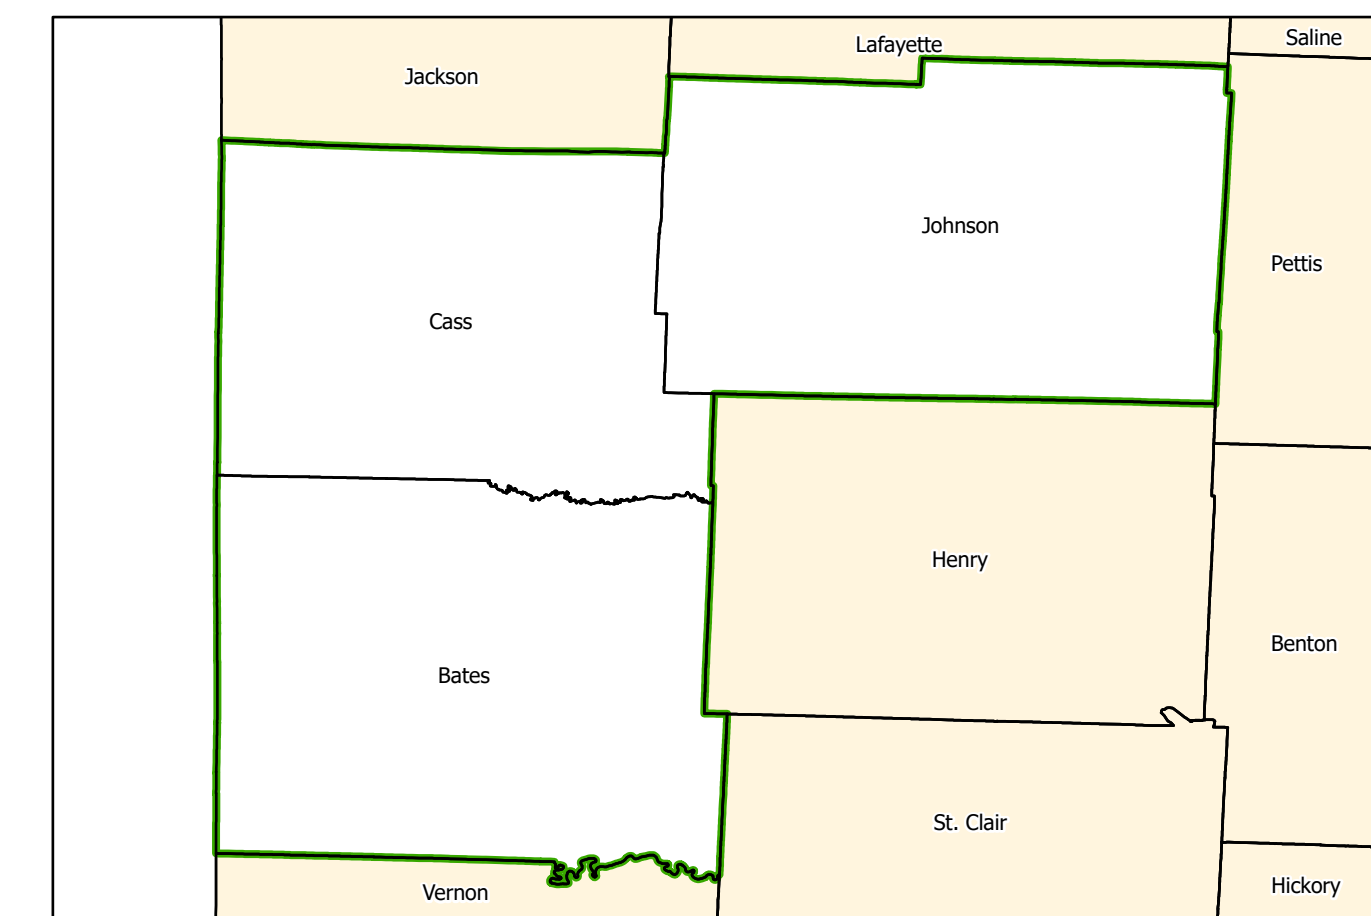 Saline
Lafayette
Jackson
Johnson
Pettis
Cass
Henry
Benton
Bates
St. Clair
Hickory
Vernon